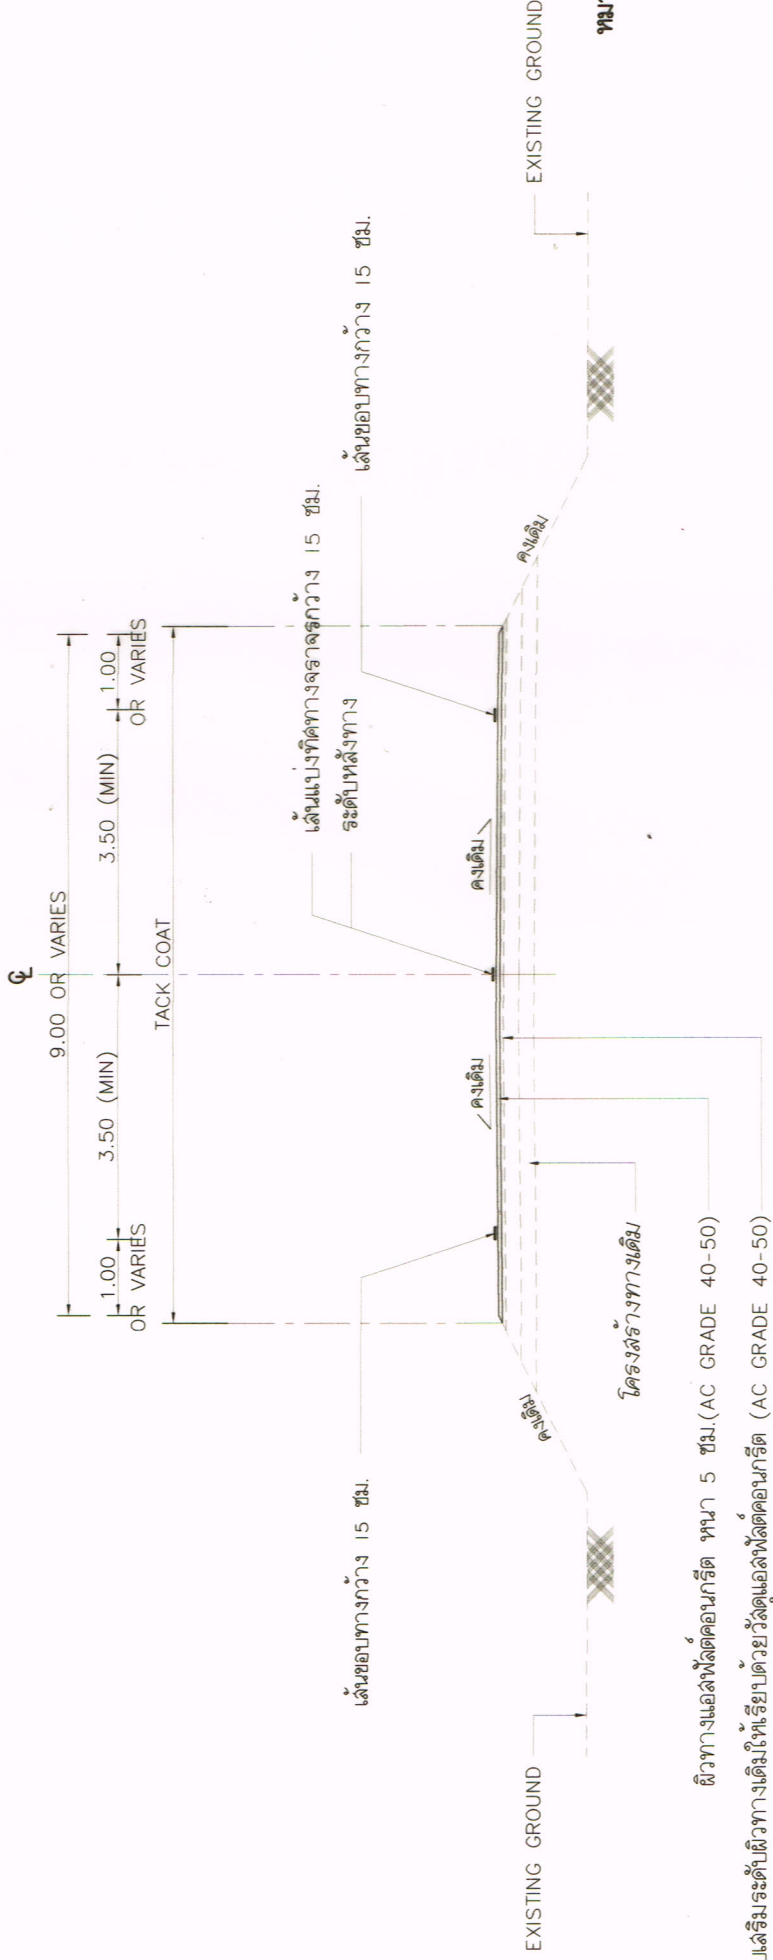 ℄
9.00 OR VARIES
1.00
OR VARIES
3.50 (MIN)
3.50 (MIN)
1.00
OR VARIES
TACK COAT
เส้นแบ่งทิศทางจราจรกว้าง 15 ซม.
ระดับหลังทาง
เส้นขอบทางกว้าง 15 ซม.
เส้นขอบทางกว้าง 15 ซม.
คงเดิม
คงเดิม
คงเดิม
คงเดิม
EXISTING GROUND
EXISTING GROUND
โครงสร้างทางเดิม
ผิวทางแอสฟัลต์คอนกรีต หนา 5 ซม.(AC GRADE 40-50)
เสริมระดับผิวทางเดิมให้เรียบด้วยวัสดุแอสฟัลต์คอนกรีต (AC GRADE 40-50)